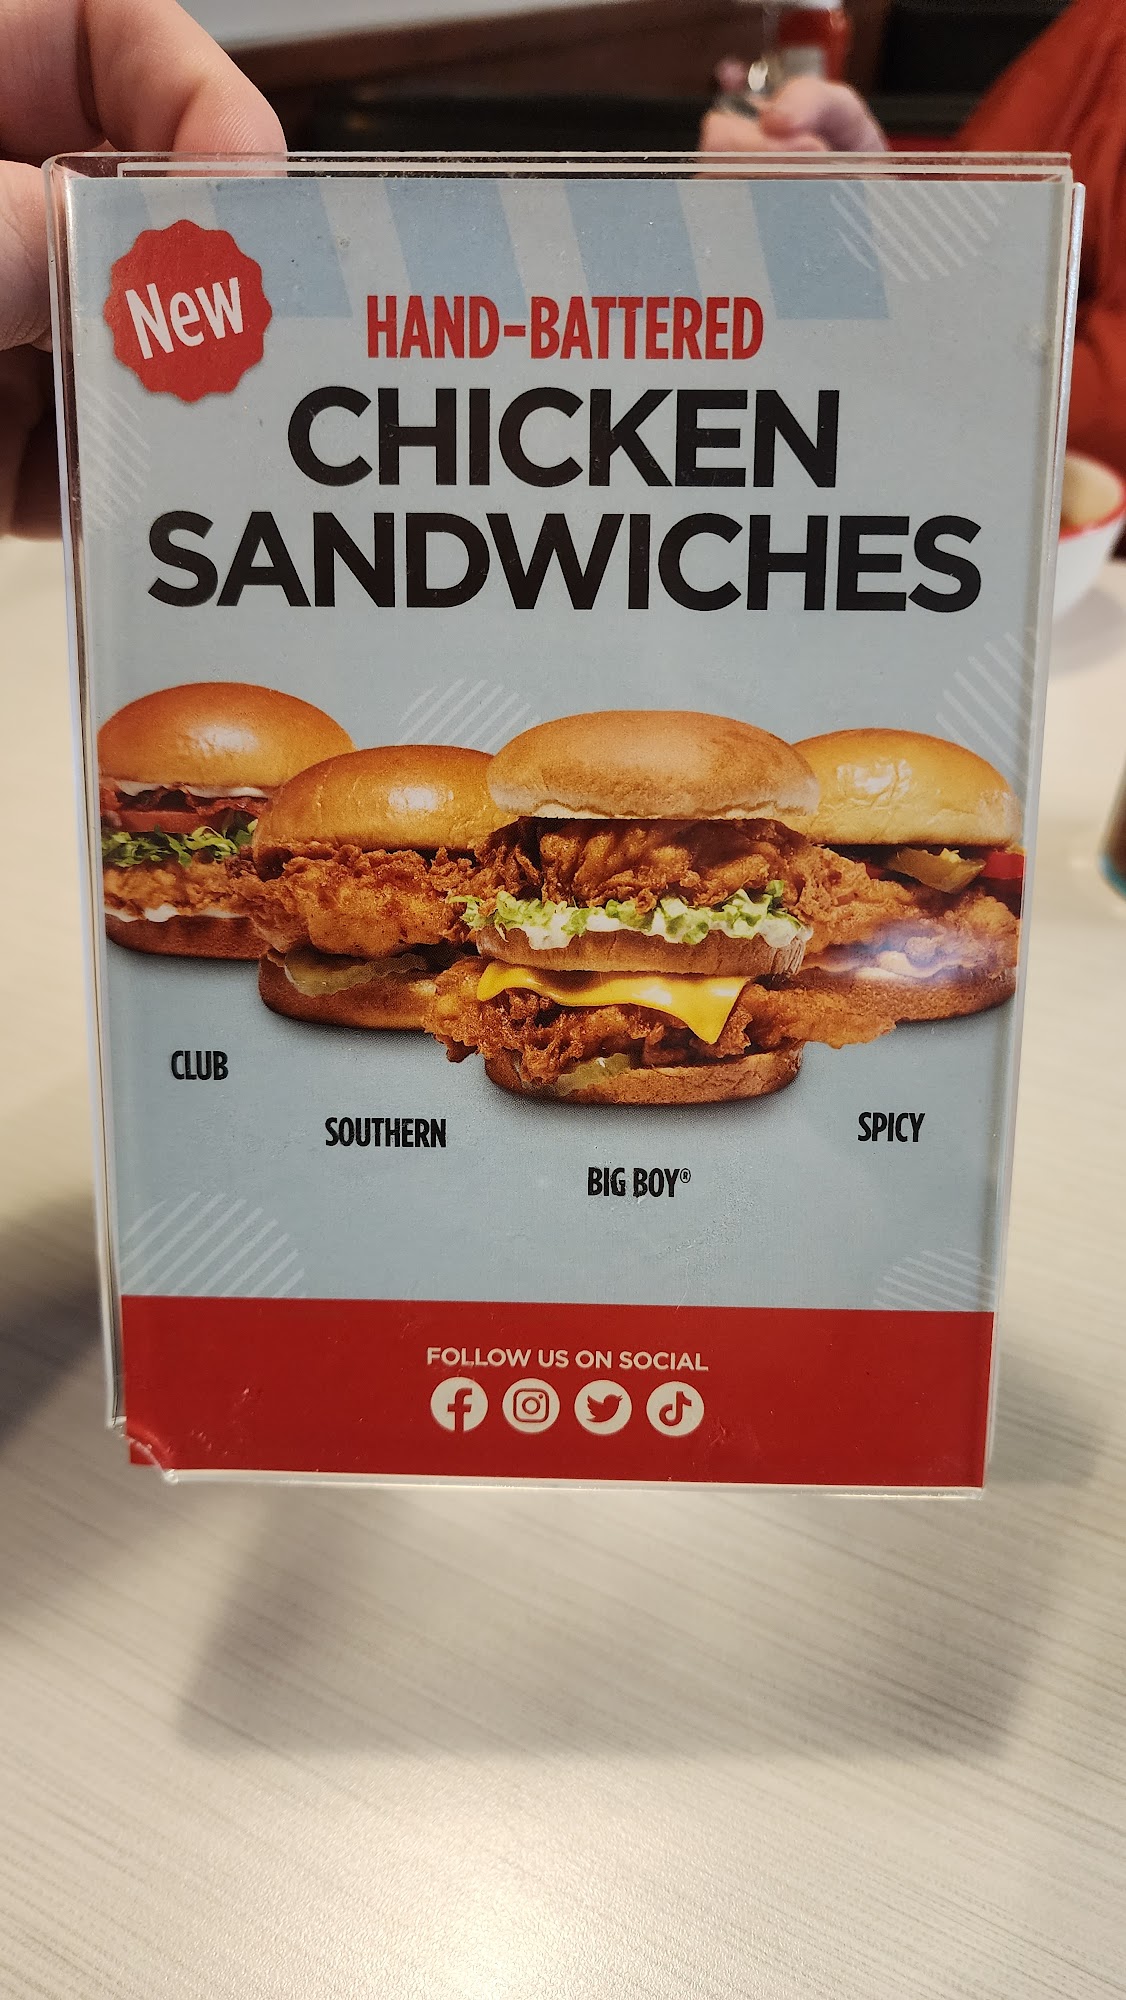 New
HAND-BATTERED
CHICKEN
SANDWICHES
CLUB
SOUTHERN
BIG BOY®
SPICY
FOLLOW US ON SOCIAL